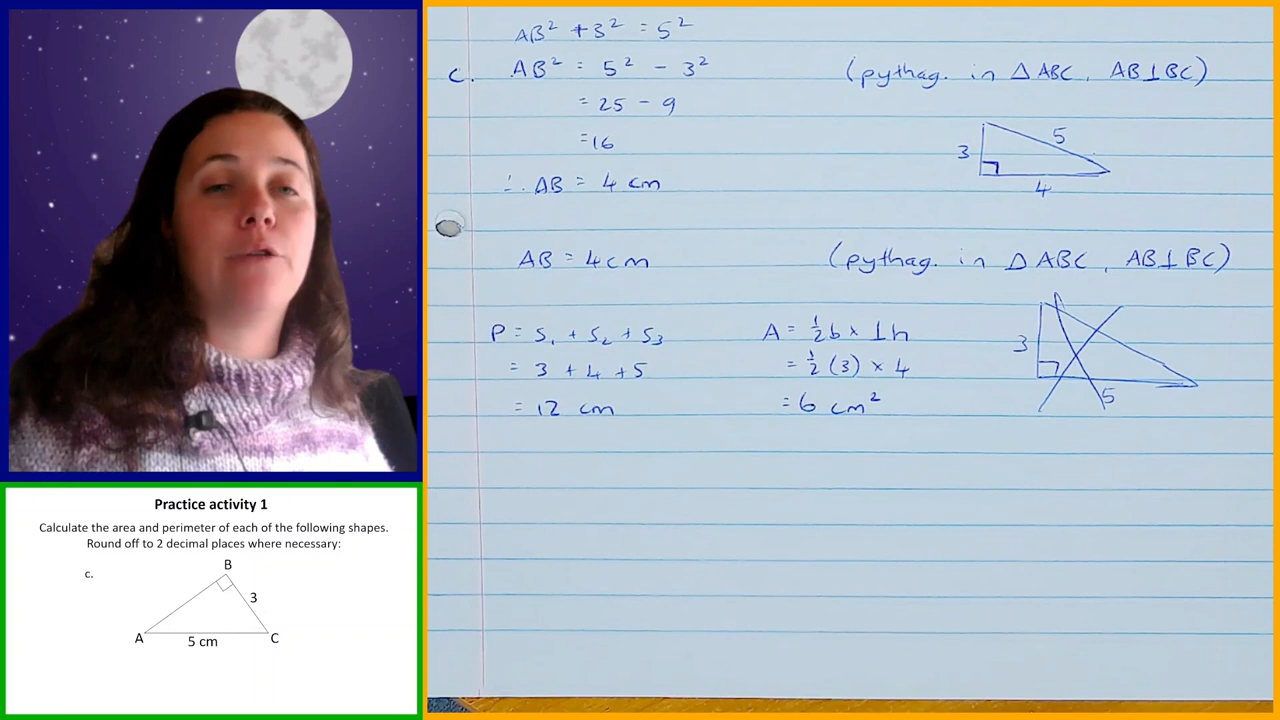 AB² + 3² = 5²
c. AB² = 5² - 3² (pythag. in △ABC, AB⊥BC)
= 25 - 9
= 16
∴ AB = 4 cm
3
5
4
AB = 4cm (pythag. in △ABC, AB⊥BC)
P = S₁ + S₂ + S₃
= 3 + 4 + 5
= 12 cm
A = ½b × ⊥h
= ½(3) × 4
= 6 cm²
3
5
Practice activity 1
Calculate the area and perimeter of each of the following shapes.
Round off to 2 decimal places where necessary:
c.
B
3
A
C
5 cm